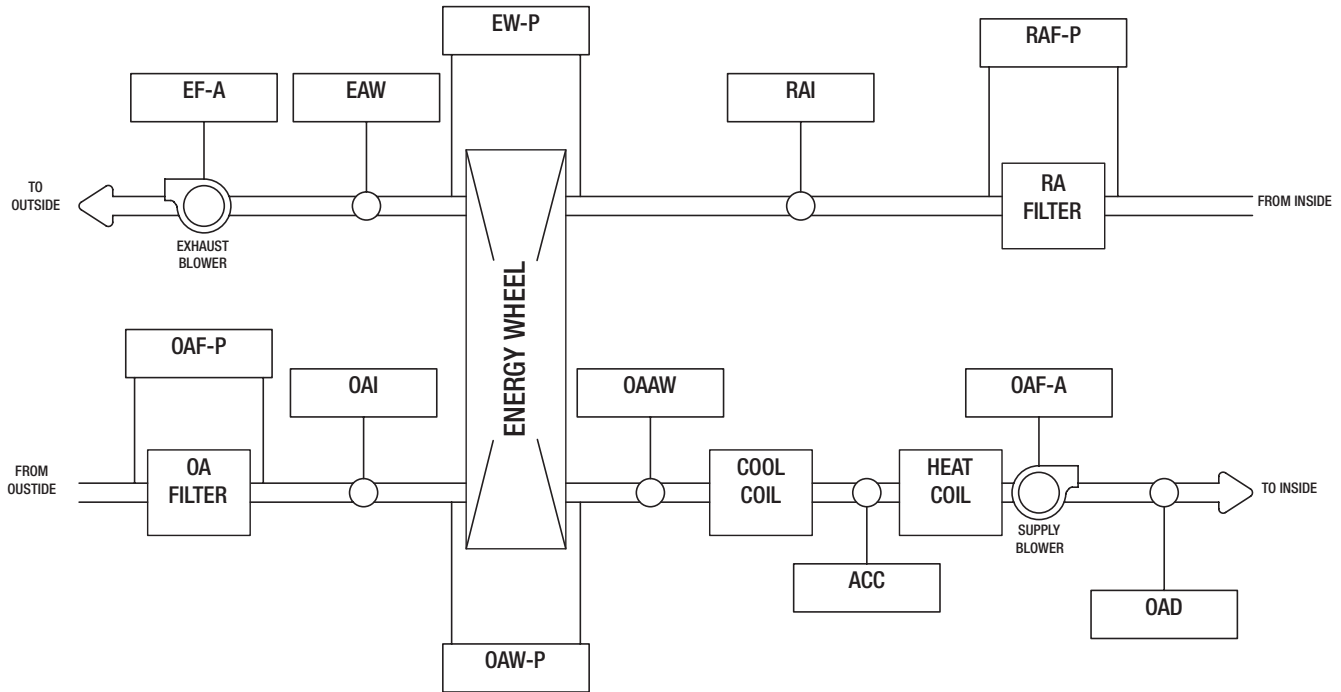 EW-P
RAF-P
EF-A
EAW
RAI
TO
OUTSIDE
EXHAUST
BLOWER
RA
FILTER
FROM INSIDE
ENERGY WHEEL
OAF-P
OAI
OAAW
OAF-A
FROM
OUSTIDE
OA
FILTER
COOL
COIL
HEAT
COIL
TO INSIDE
SUPPLY
BLOWER
ACC
OAD
OAW-P